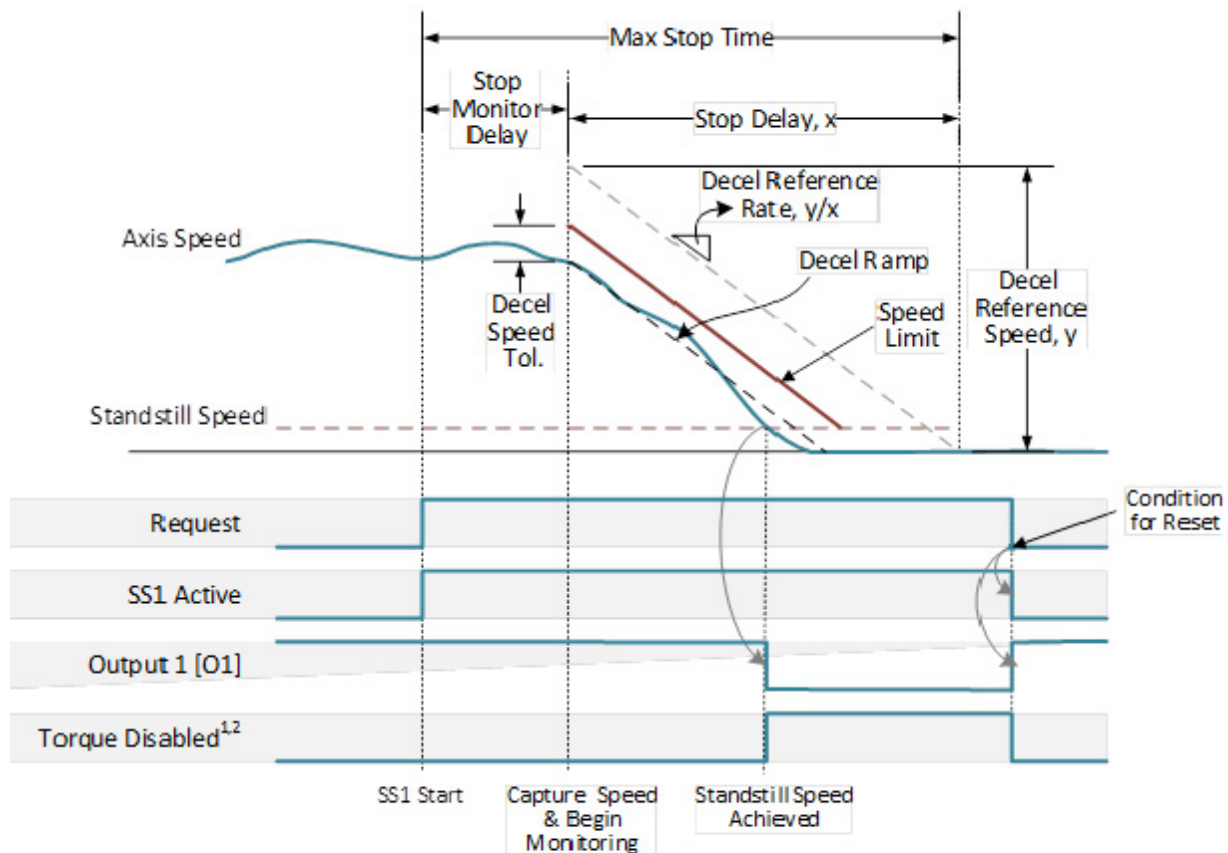 Max Stop Time
Stop
Monitor
Delay
Stop Delay, x
Decel Reference
Rate, y/x
Axis Speed
Decel Ramp
Decel
Speed
Tol.
Speed
Limit
Decel
Reference
Speed, y
Standstill Speed
Request
Condition
for Reset
SS1 Active
Output 1 [O1]
Torque Disabled1,2
SS1 Start
Capture Speed
& Begin
Monitoring
Standstill Speed
Achieved